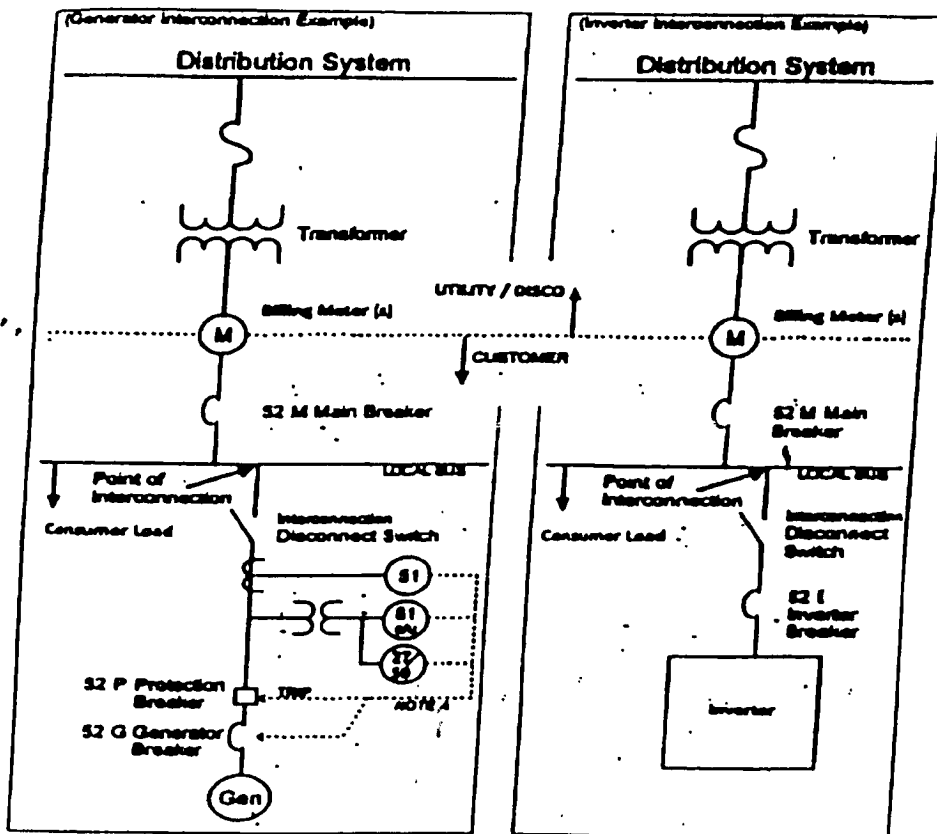 (Generator Interconnection Example)
Distribution System
Transformer
Billing Meter (s)
M
UTILITY / DISCO
CUSTOMER
52 M Main Breaker
LOCAL BUS
Point of
Interconnection
Consumer Load
Interconnection
Disconnect Switch
51
81
O/U
27
59
52 P Protection
Breaker
TRIP
NOTE 4
52 G Generator
Breaker
Gen
(Inverter Interconnection Example)
Distribution System
Transformer
Billing Meter (s)
M
52 M Main
Breaker
LOCAL BUS
Point of
Interconnection
Consumer Load
Interconnection
Disconnect
Switch
52 I
Inverter
Breaker
Inverter